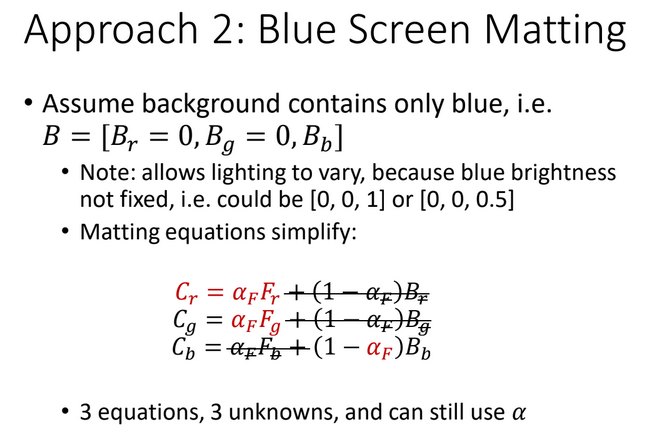 Approach 2: Blue Screen Matting
• Assume background contains only blue, i.e.
B = [B_r = 0, B_g = 0, B_b]
• Note: allows lighting to vary, because blue brightness
not fixed, i.e. could be [0, 0, 1] or [0, 0, 0.5]
• Matting equations simplify:
C_r = α_F F_r + (1 − α_F)B_r
C_g = α_F F_g + (1 − α_F)B_g
C_b = α_F F_b + (1 − α_F)B_b
• 3 equations, 3 unknowns, and can still use α